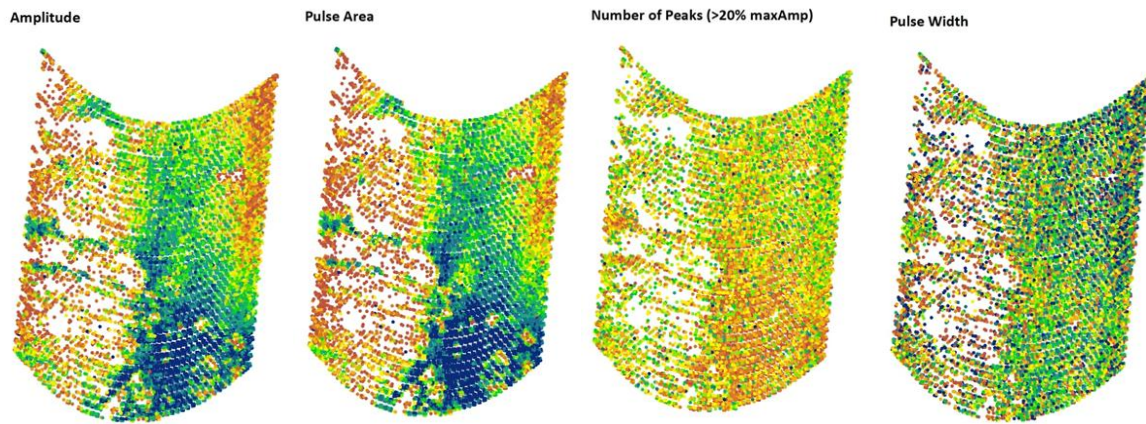 Amplitude
Pulse Area
Number of Peaks (>20% maxAmp)
Pulse Width